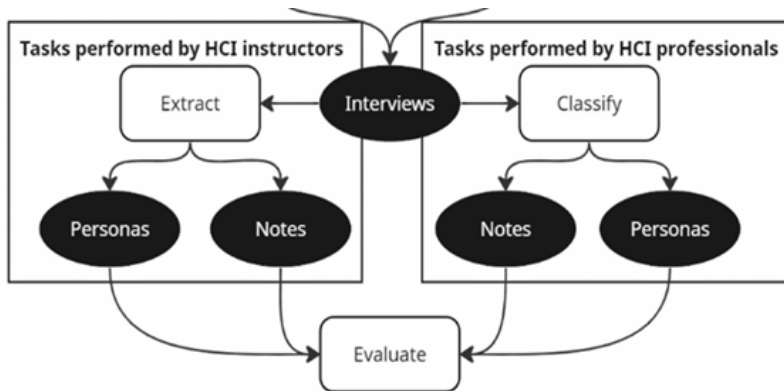 Tasks performed by HCI instructors
Tasks performed by HCI professionals
Interviews
Extract
Classify
Personas
Notes
Notes
Personas
Evaluate